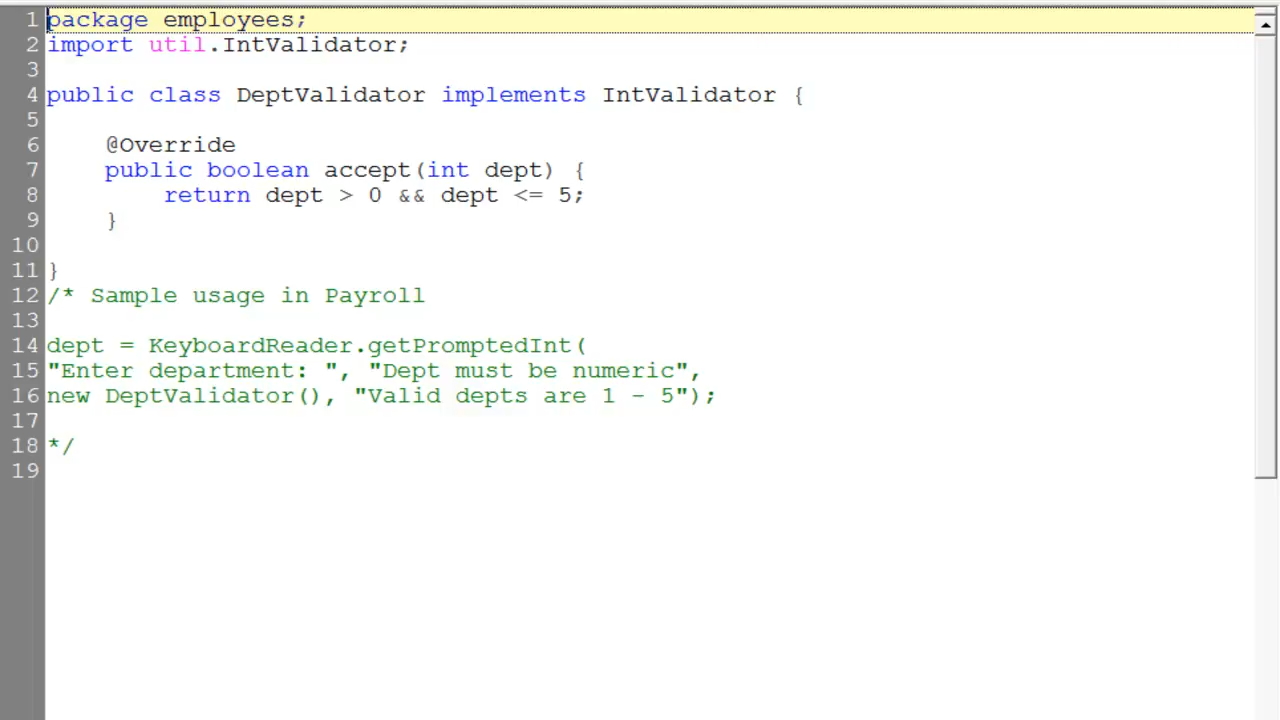 1 package employees;
2 import util.IntValidator;
3
4 public class DeptValidator implements IntValidator {
5
6 @Override
7 public boolean accept(int dept) {
8 return dept > 0 && dept <= 5;
9 }
10
11 }
12 /* Sample usage in Payroll
13
14 dept = KeyboardReader.getPromptedInt(
15 "Enter department: ", "Dept must be numeric",
16 new DeptValidator(), "Valid depts are 1 - 5");
17
18 */
19